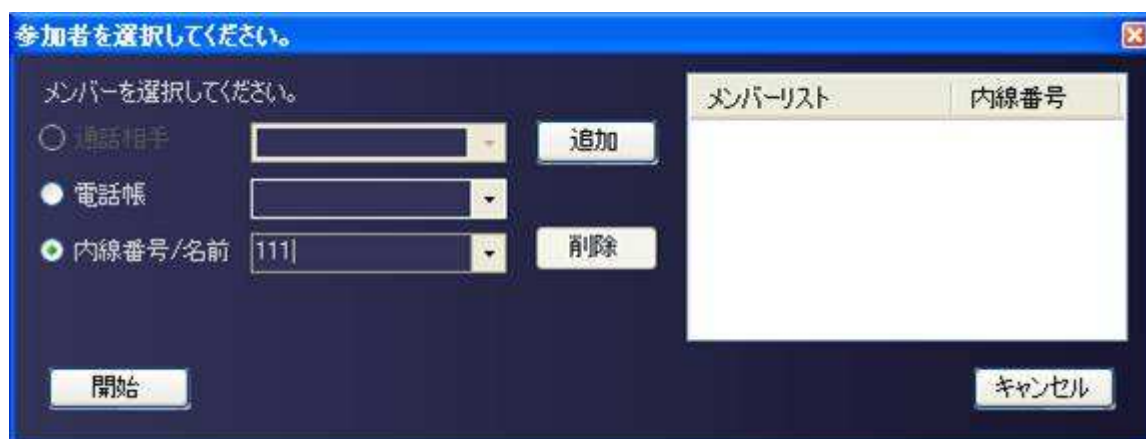 参加者を選択してください。
メンバーを選択してください。
通話相手
追加
電話帳
内線番号/名前 111
削除
メンバーリスト 内線番号
開始
キャンセル